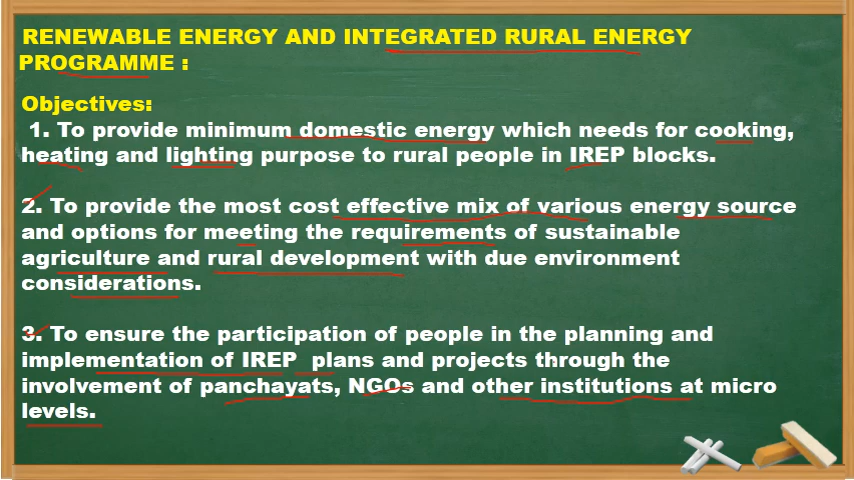 RENEWABLE ENERGY AND INTEGRATED RURAL ENERGY
PROGRAMME :
Objectives:
1. To provide minimum domestic energy which needs for cooking,
heating and lighting purpose to rural people in IREP blocks.
2. To provide the most cost effective mix of various energy source
and options for meeting the requirements of sustainable
agriculture and rural development with due environment
considerations.
3. To ensure the participation of people in the planning and
implementation of IREP plans and projects through the
involvement of panchayats, NGOs and other institutions at micro
levels.